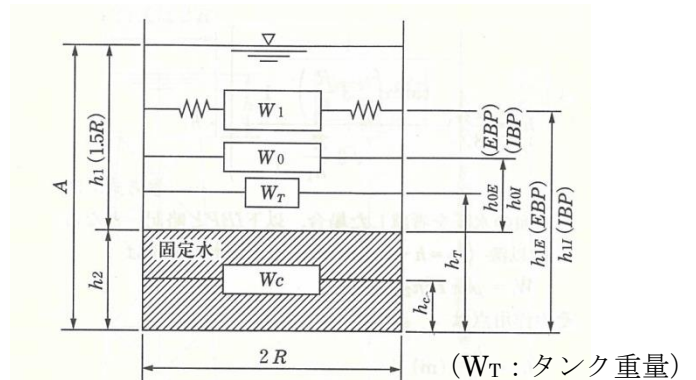 A
h1 (1.5R)
h2
W1
W0
WT
固定水
Wc
hc
hT
h0E (EBP)
h0I (IBP)
h1E (EBP)
h1I (IBP)
2R
(WT：タンク重量)